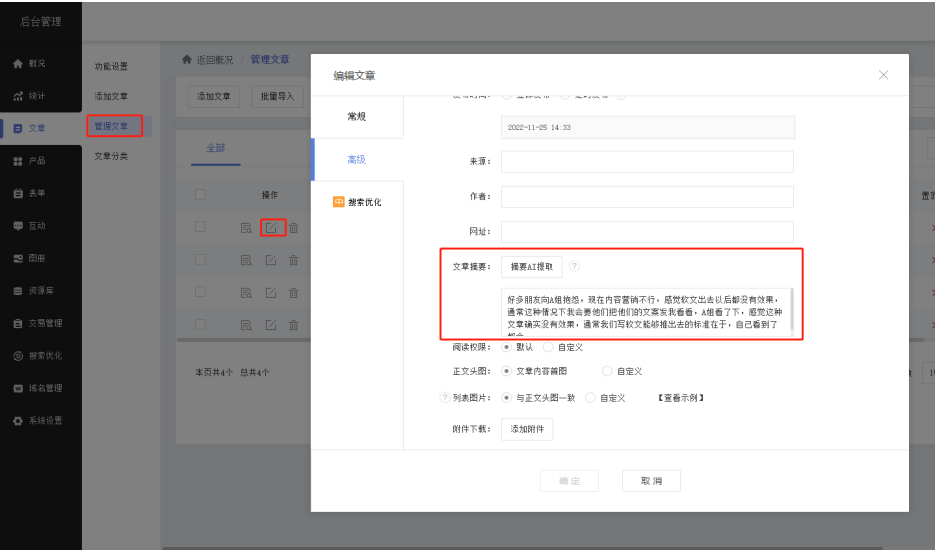 后台管理
概况
统计
文章
产品
表单
互动
图册
资源库
交易管理
搜索优化
域名管理
系统设置
功能设置
添加文章
管理文章
文章分类
返回概况 / 管理文章
添加文章
批量导入
全部
操作
本页共4个 总共4个
编辑文章
常规
高级
搜索优化
2022-11-25 14:33
来源：
作者：
网址：
文章摘要： 摘要AI提取 ?
好多朋友向A组抱怨，现在内容营销不行，感觉软文出去以后都没有效果，
通常这种情况下我会要他们把他们的文案发我看看，A组看了下，感觉这种
文章确实没有效果，通常我们写软文能够推出去的标准在于，自己看到了
阅读权限： 默认 自定义
正文头图： 文章内容首图 自定义
? 列表图片： 与正文头图一致 自定义 【查看示例】
附件下载： 添加附件
确定
取消